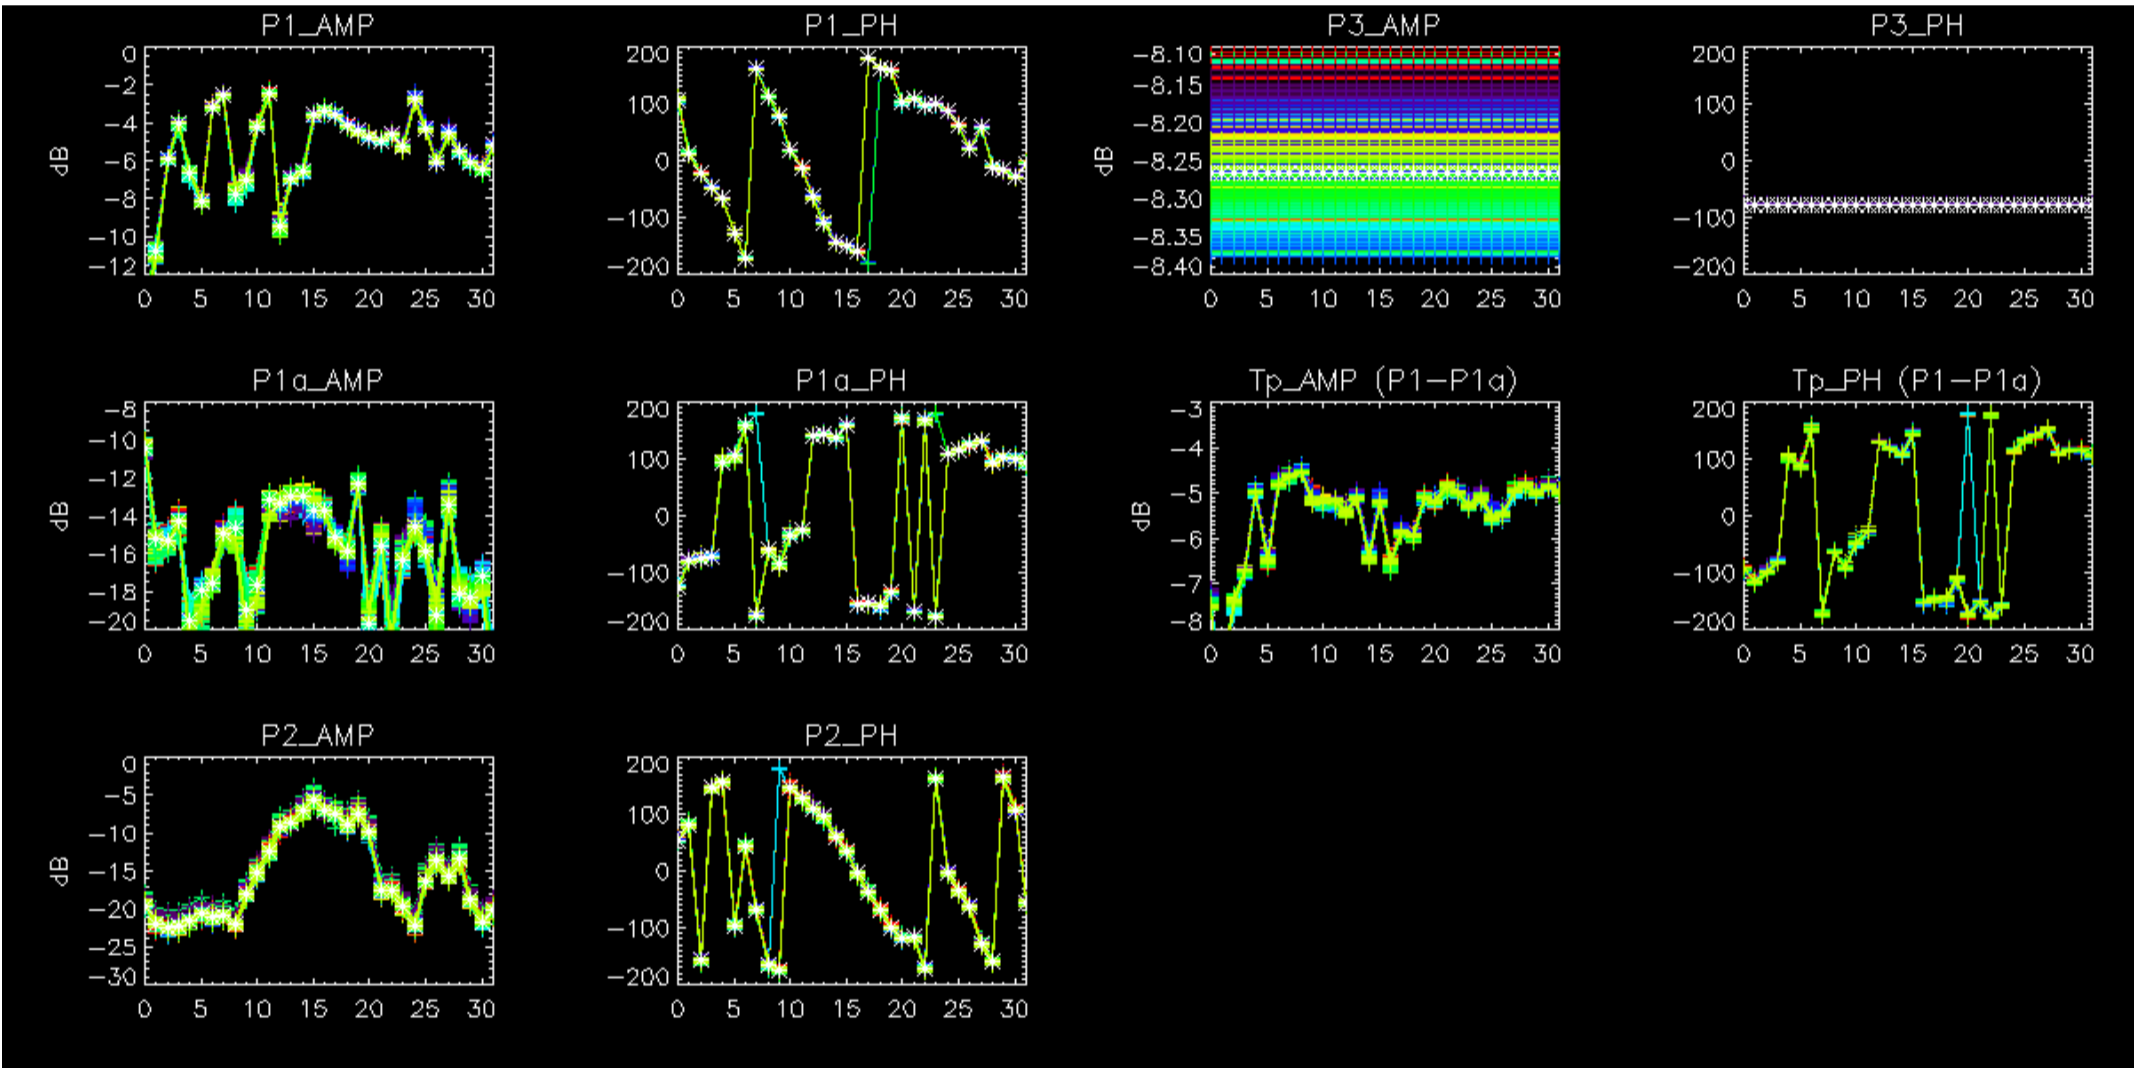 P1_AMP
dB
0
-2
-4
-6
-8
-10
-12
0 5 10 15 20 25 30
P1_PH
200
100
0
-100
-200
0 5 10 15 20 25 30
P3_AMP
dB
-8.10
-8.15
-8.20
-8.25
-8.30
-8.35
-8.40
0 5 10 15 20 25 30
P3_PH
200
100
0
-100
-200
0 5 10 15 20 25 30
P1a_AMP
dB
-8
-10
-12
-14
-16
-18
-20
0 5 10 15 20 25 30
P1a_PH
200
100
0
-100
-200
0 5 10 15 20 25 30
Tp_AMP (P1-P1a)
dB
-3
-4
-5
-6
-7
-8
0 5 10 15 20 25 30
Tp_PH (P1-P1a)
200
100
0
-100
-200
0 5 10 15 20 25 30
P2_AMP
dB
0
-5
-10
-15
-20
-25
-30
0 5 10 15 20 25 30
P2_PH
200
100
0
-100
-200
0 5 10 15 20 25 30